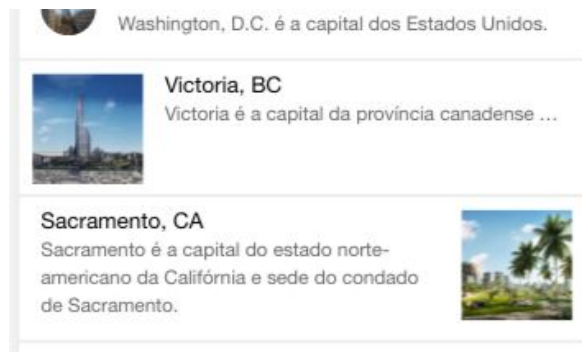 Washington, D.C. é a capital dos Estados Unidos.
Victoria, BC
Victoria é a capital da província canadense …
Sacramento, CA
Sacramento é a capital do estado norte-
americano da Califórnia e sede do condado
de Sacramento.